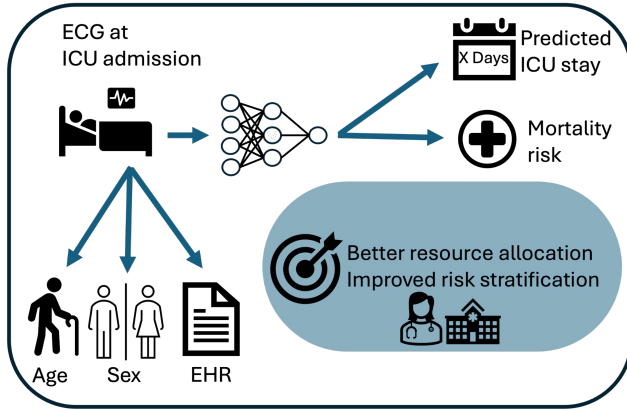 ECG at
ICU admission
X Days
Predicted
ICU stay
Mortality
risk
Better resource allocation
Improved risk stratification
Age
Sex
EHR